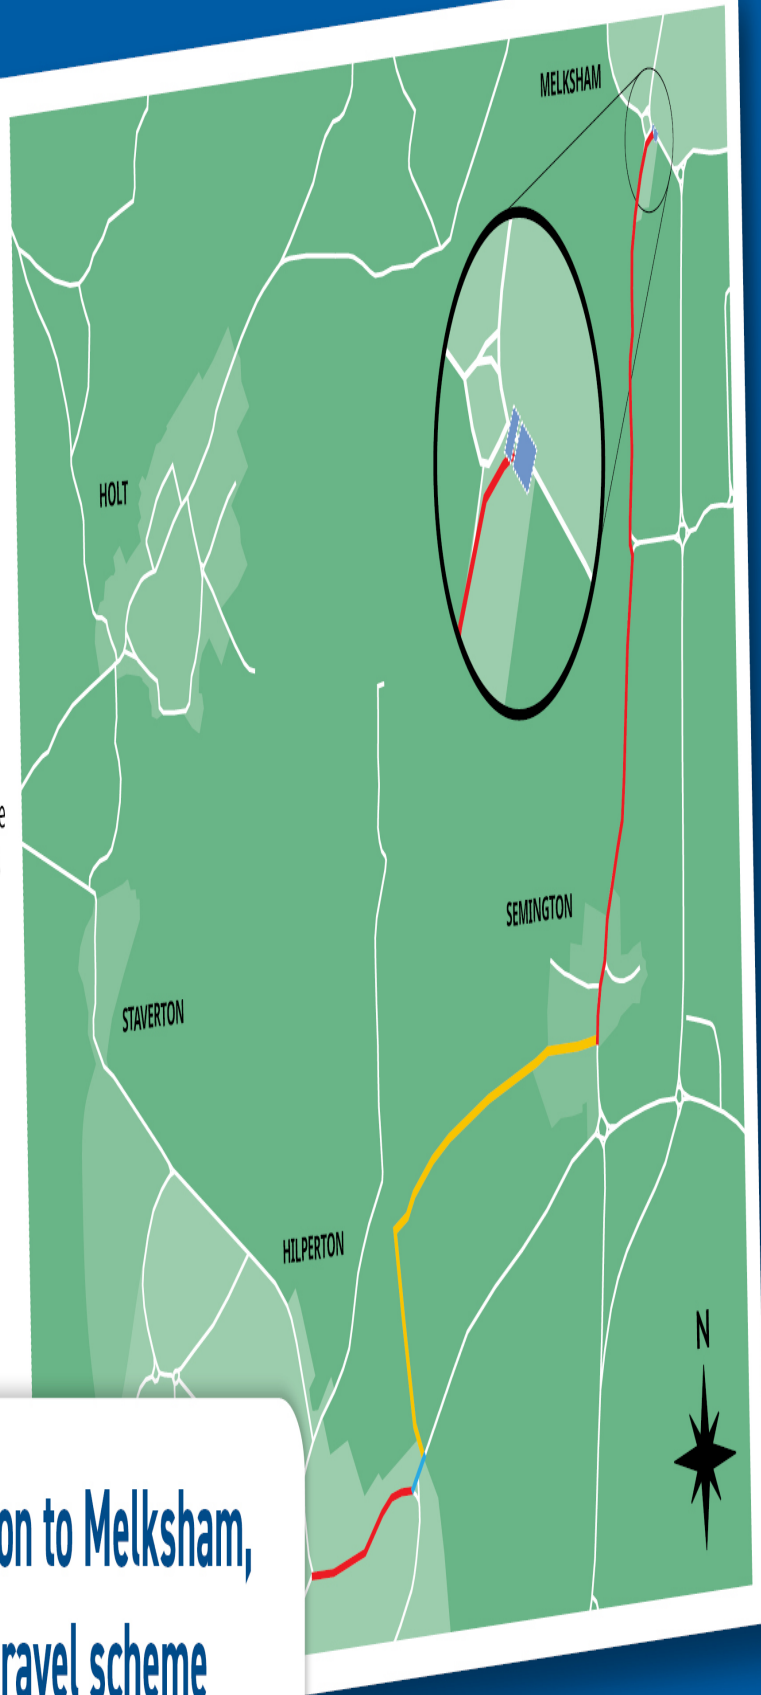 MELKSHAM
HOLT
e
SEMINGTON
STAVERTON
HILPERTON
N
on to Melksham,
ravel scheme